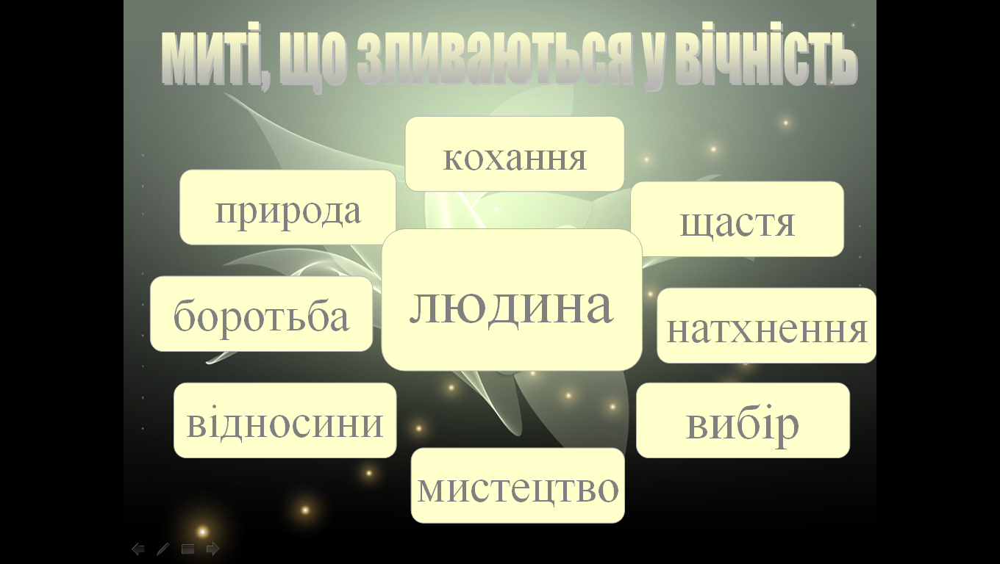 миті, що зливаються у вічність
кохання
природа
щастя
людина
боротьба
натхнення
відносини
вибір
мистецтво